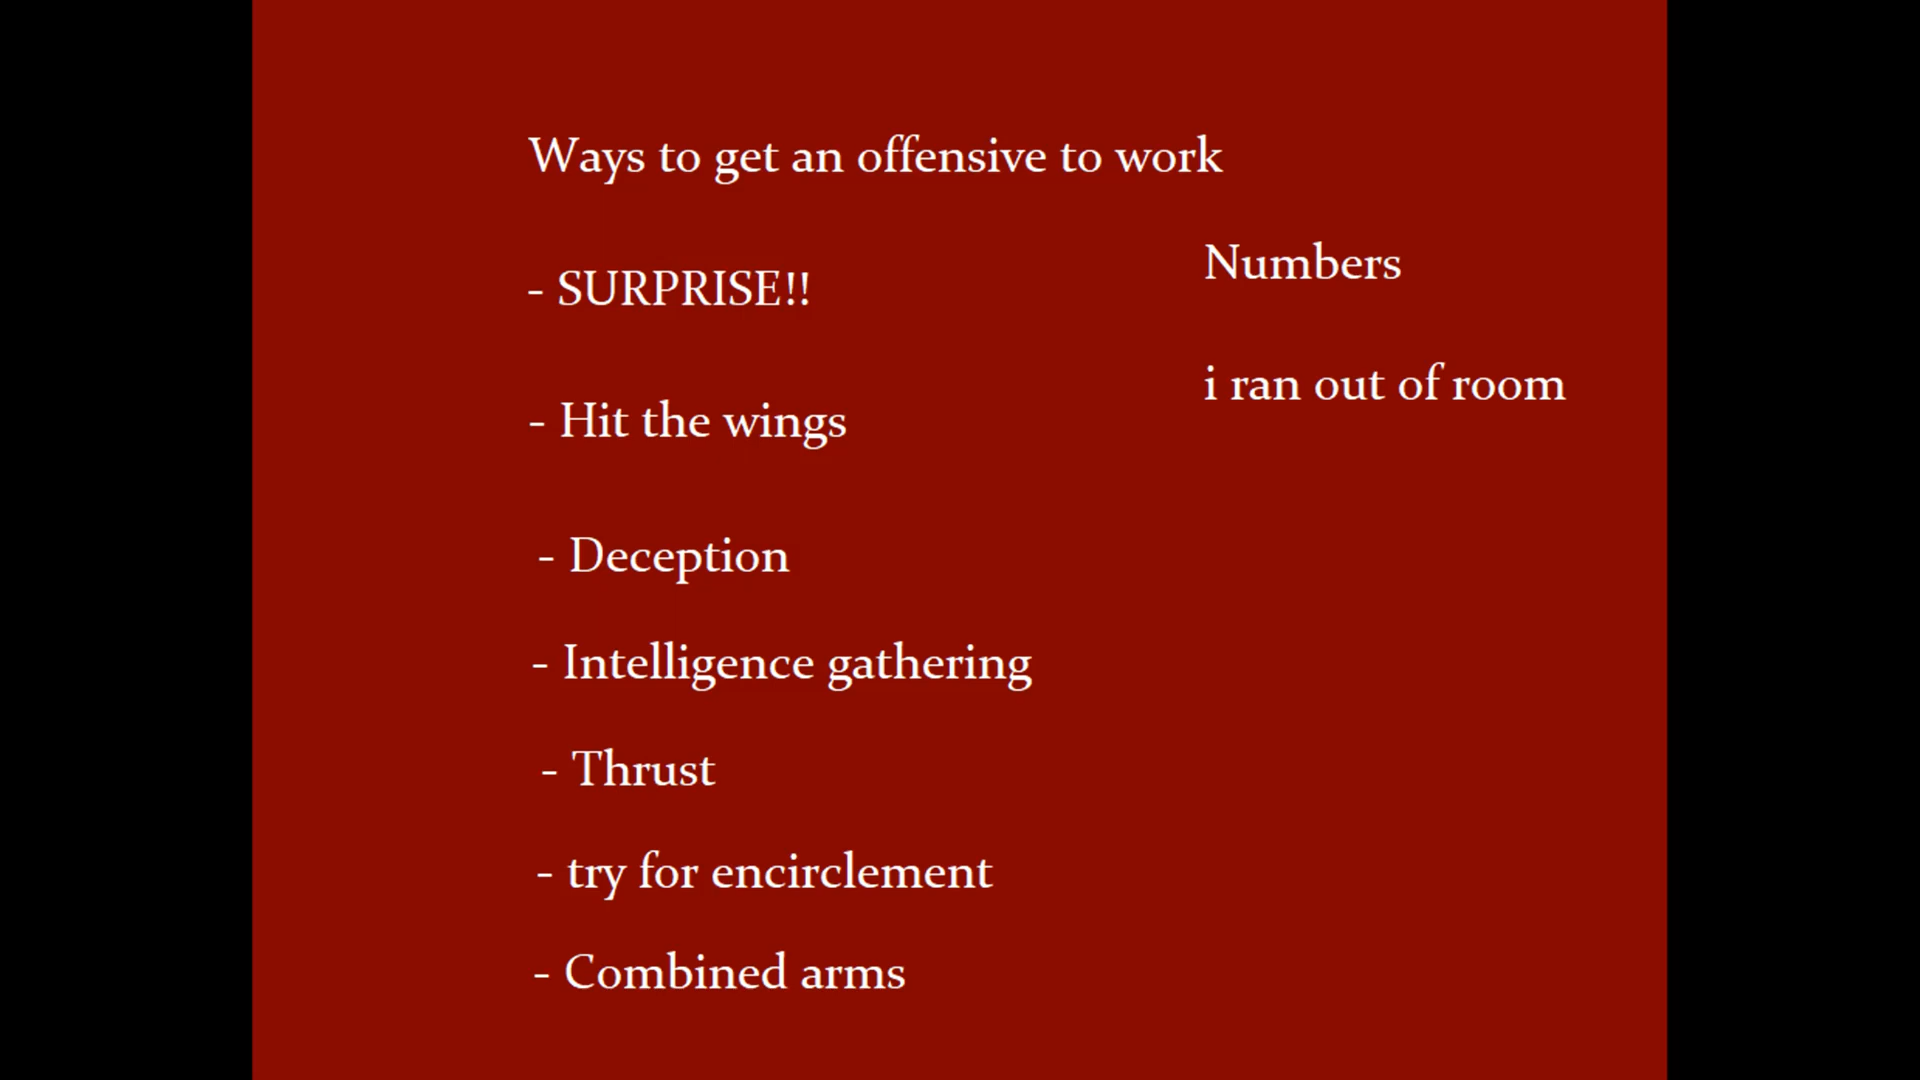 Ways to get an offensive to work
- SURPRISE!!
- Hit the wings
- Deception
- Intelligence gathering
- Thrust
- try for encirclement
- Combined arms
Numbers
i ran out of room